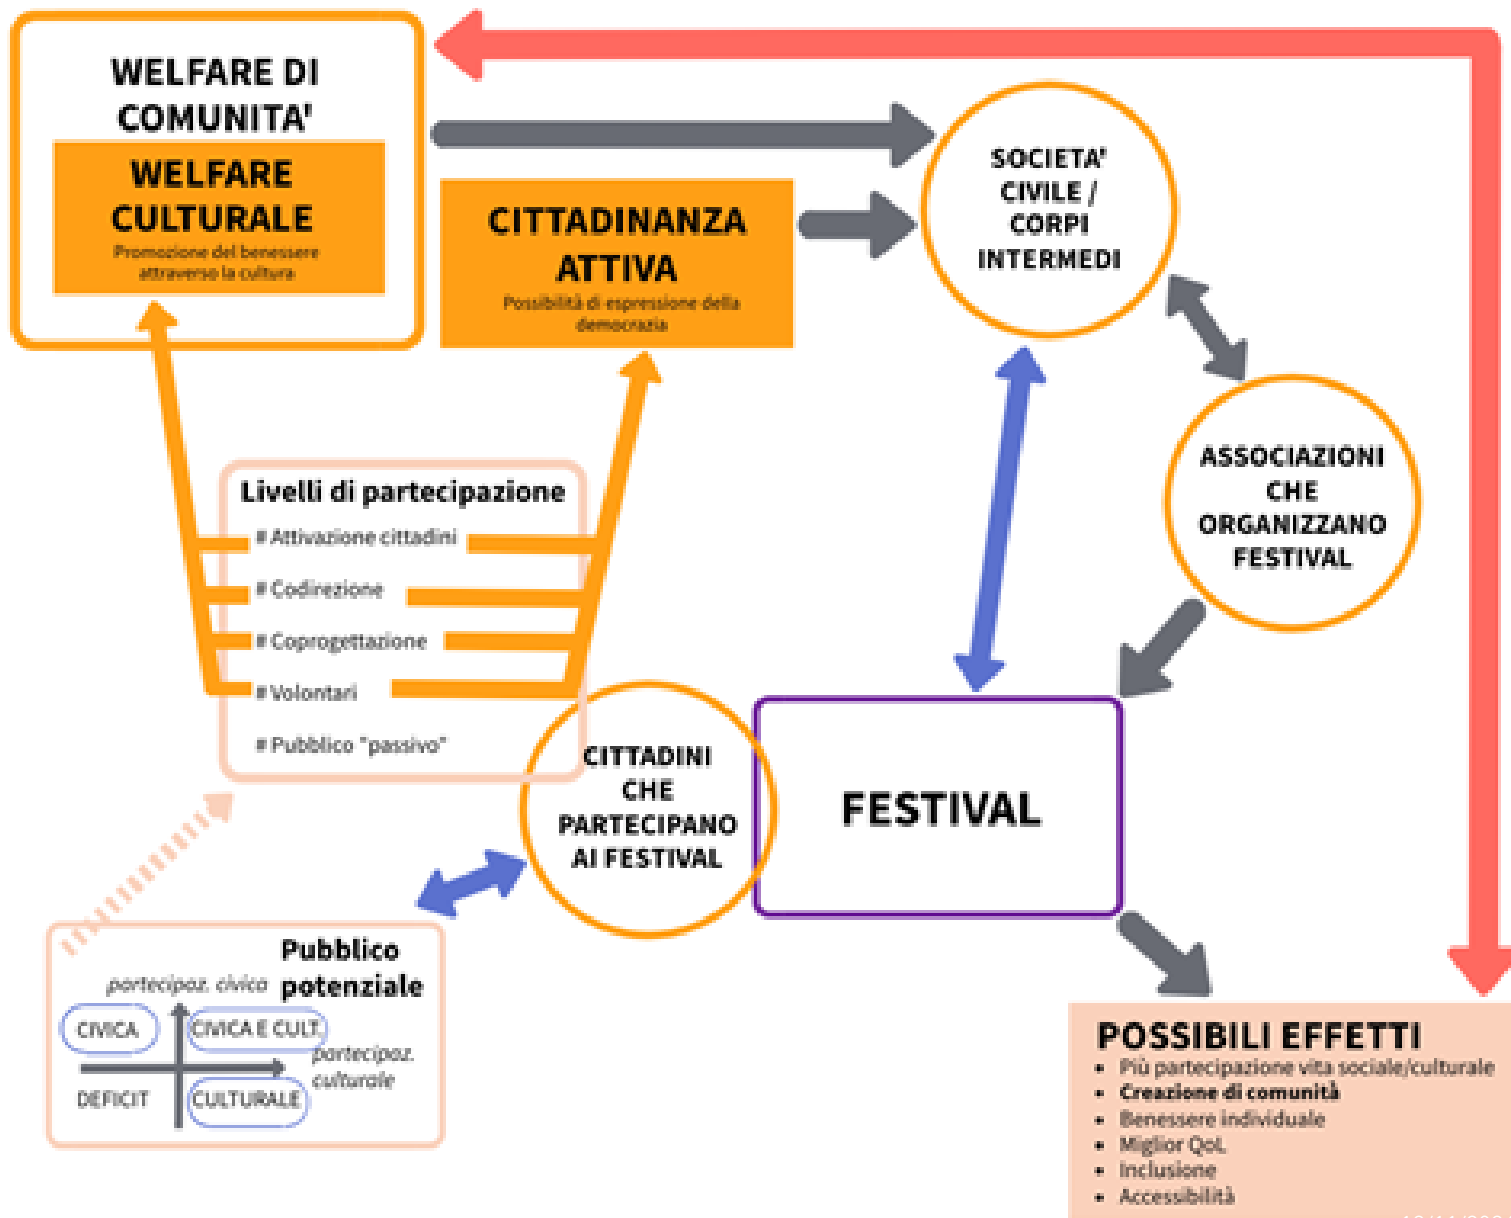 WELFARE DI
COMUNITA'
WELFARE
CULTURALE
Promozione del benessere
attraverso la cultura
CITTADINANZA
ATTIVA
Possibilità di espressione della
democrazia
SOCIETA'
CIVILE /
CORPI
INTERMEDI
ASSOCIAZIONI
CHE
ORGANIZZANO
FESTIVAL
Livelli di partecipazione
# Attivazione cittadini
# Codirezione
# Coprogettazione
# Volontari
# Pubblico "passivo"
CITTADINI
CHE
PARTECIPANO
AI FESTIVAL
FESTIVAL
Pubblico
potenziale
partecipaz. civica
CIVICA
CIVICA E CULT.
partecipaz.
culturale
DEFICIT
CULTURALE
POSSIBILI EFFETTI
• Più partecipazione vita sociale/culturale
• Creazione di comunità
• Benessere individuale
• Miglior QoL
• Inclusione
• Accessibilità